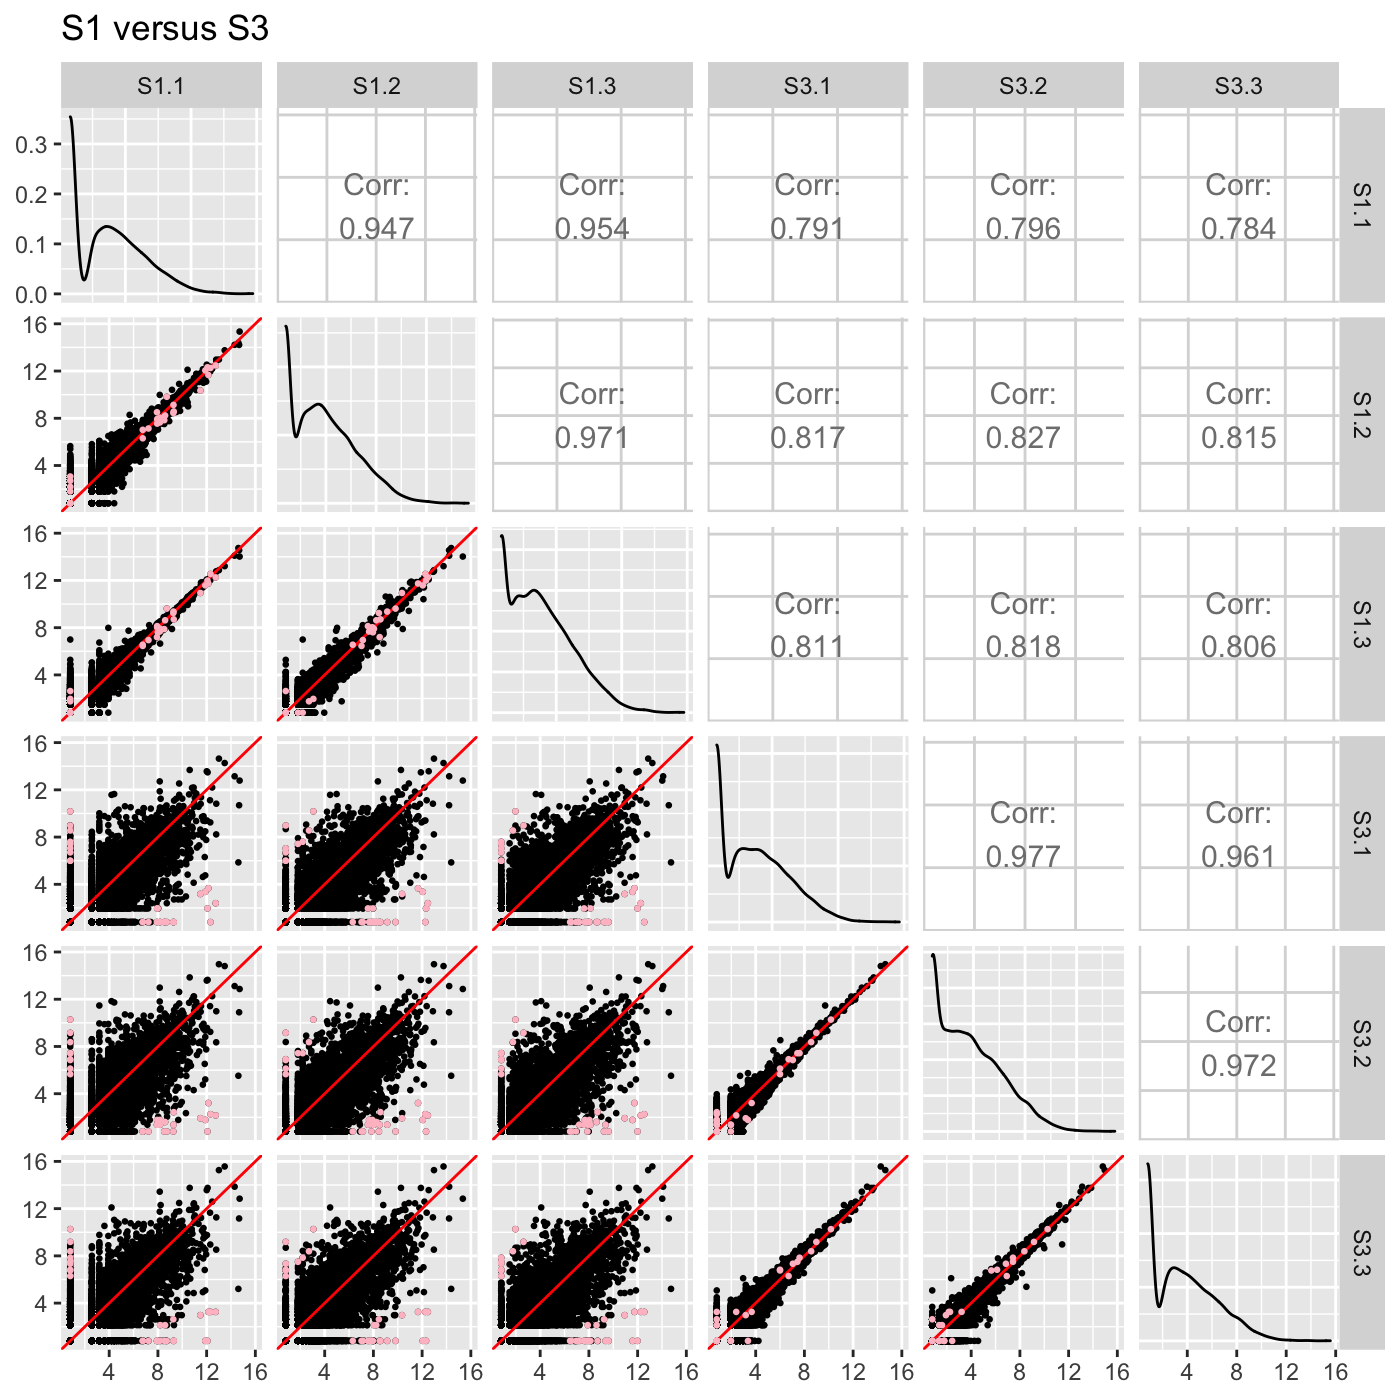 S1 versus S3
S1.1 S1.2 S1.3 S3.1 S3.2 S3.3
0.3
0.2
0.1
0.0
Corr:
0.947
Corr:
0.954
Corr:
0.791
Corr:
0.796
Corr:
0.784
S1.1
16
12
8
4
Corr:
0.971
Corr:
0.817
Corr:
0.827
Corr:
0.815
S1.2
16
12
8
4
Corr:
0.811
Corr:
0.818
Corr:
0.806
S1.3
16
12
8
4
Corr:
0.977
Corr:
0.961
S3.1
16
12
8
4
Corr:
0.972
S3.2
16
12
8
4
S3.3
4 8 12 16 4 8 12 16 4 8 12 16 4 8 12 16 4 8 12 16 4 8 12 16